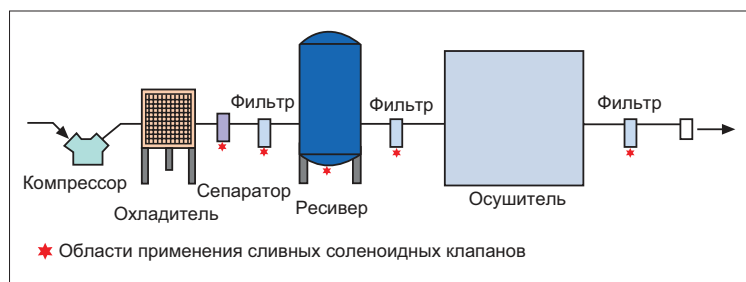 Фильтр
Фильтр
Фильтр
Компрессор
Охладитель
Сепаратор
Ресивер
Осушитель
Области применения сливных соленоидных клапанов